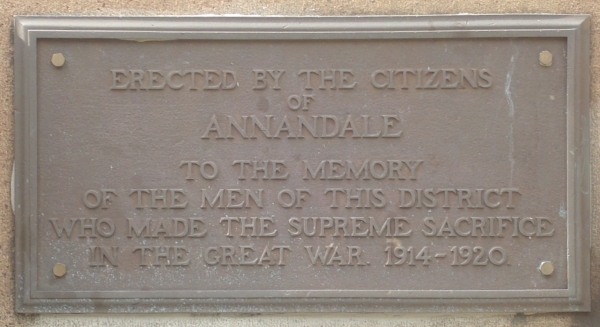 ERECTED BY THE CITIZENS
OF
ANNANDALE
TO THE MEMORY
OF THE MEN OF THIS DISTRICT
WHO MADE THE SUPREME SACRIFICE
IN THE GREAT WAR. 1914-1920.